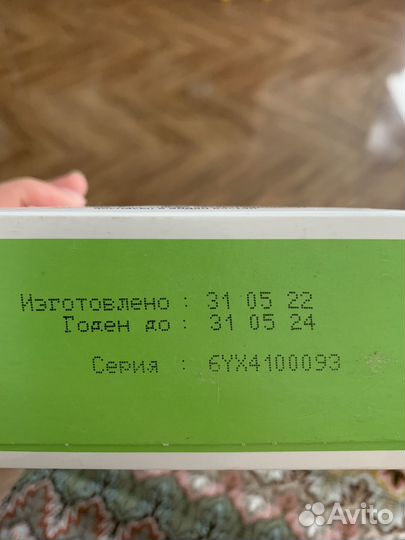 Изготовлено : 31 05 22
Годен до : 31 05 24
Серия : 6YX4100093
Avito